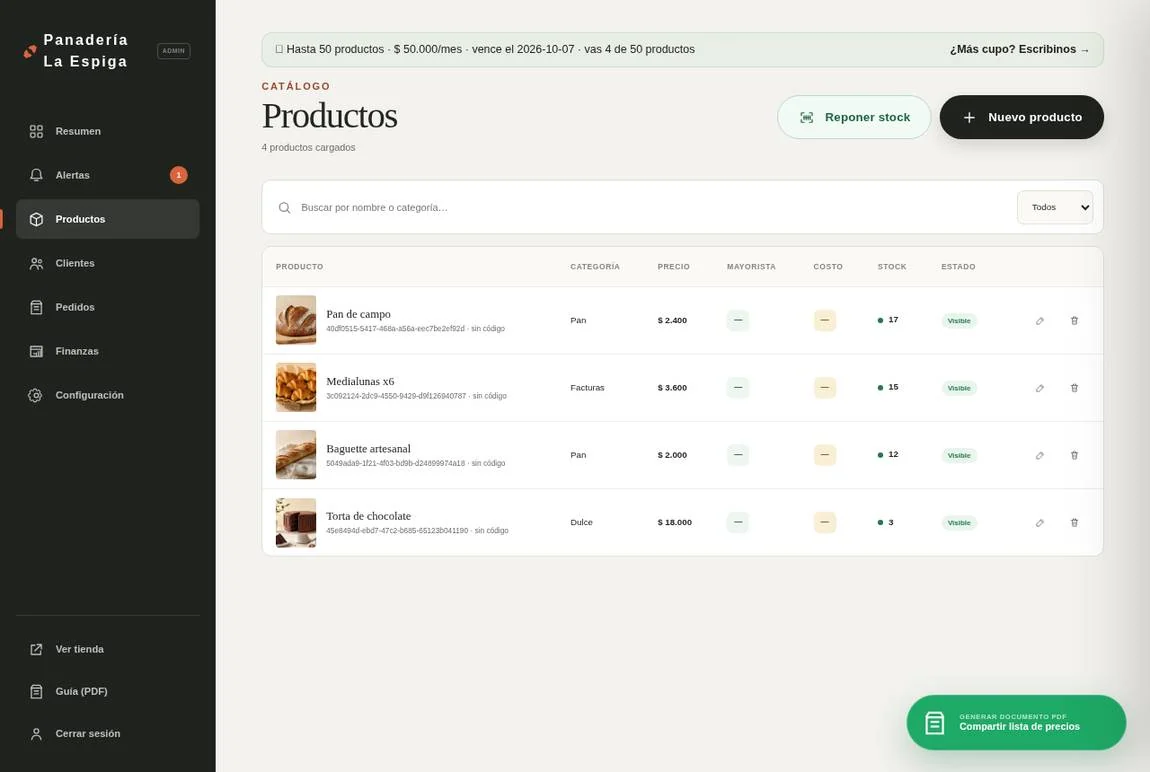 Panadería
La Espiga
ADMIN
Resumen
Alertas 1
Productos
Clientes
Pedidos
Finanzas
Configuración
Ver tienda
Guía (PDF)
Cerrar sesión
Hasta 50 productos · $ 50.000/mes · vence el 2026-10-07 · vas 4 de 50 productos ¿Más cupo? Escribinos →
CATÁLOGO
Productos
4 productos cargados
Reponer stock
Nuevo producto
Buscar por nombre o categoría… Todos
PRODUCTO CATEGORÍA PRECIO MAYORISTA COSTO STOCK ESTADO
Pan de campo
40df0515-5417-468a-a56a-eec7be2ef92d · sin código
Pan $ 2.400 — — 17 Visible
Medialunas x6
3c092124-2dc9-4550-9429-d9f126940787 · sin código
Facturas $ 3.600 — — 15 Visible
Baguette artesanal
5049ada9-1f21-4f03-bd9b-d24899974a18 · sin código
Pan $ 2.000 — — 12 Visible
Torta de chocolate
45e8494d-ebd7-47c2-b685-65123b041190 · sin código
Dulce $ 18.000 — — 3 Visible
GENERAR DOCUMENTO PDF
Compartir lista de precios